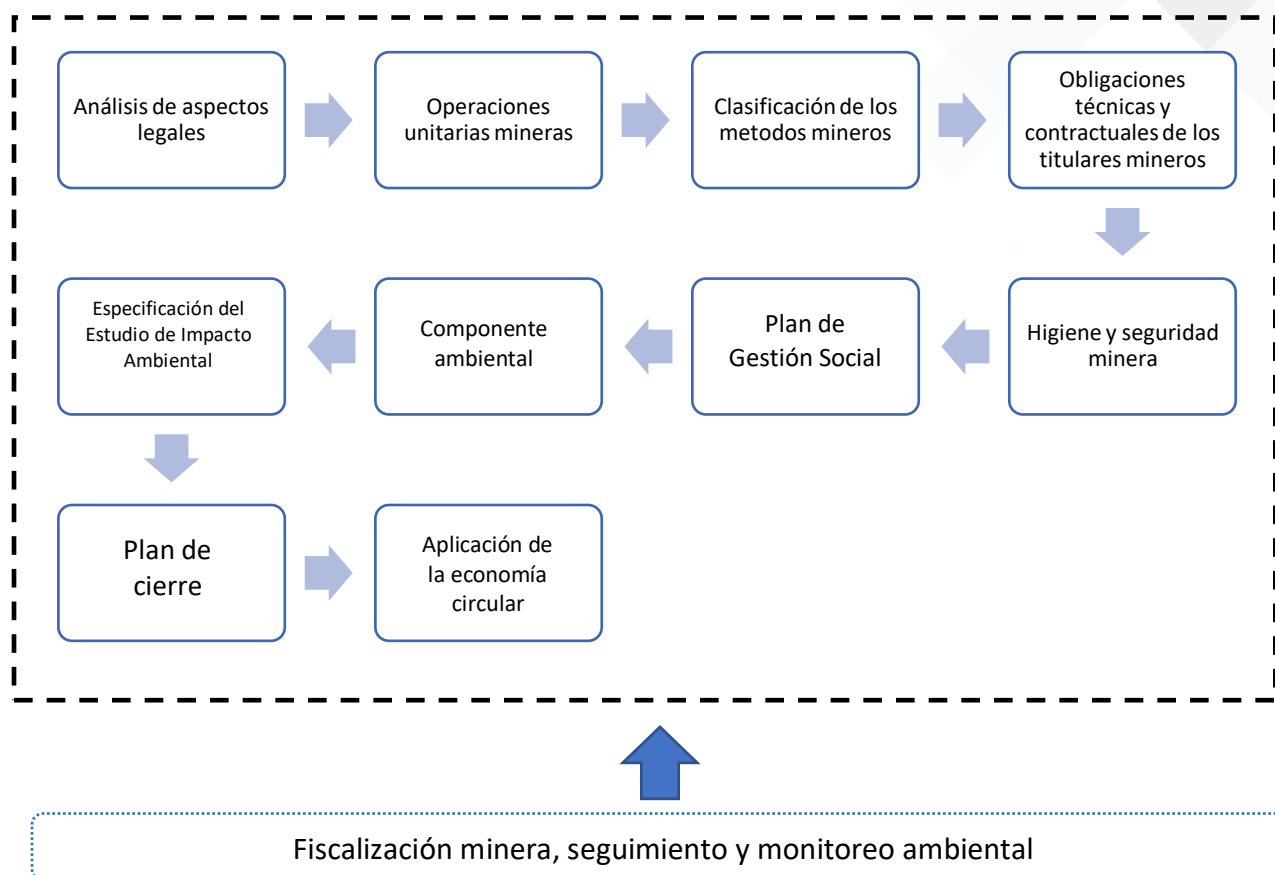 Análisis de aspectos
legales
Operaciones
unitarias mineras
Clasificación de los
metodos mineros
Obligaciones
técnicas y
contractuales de los
titulares mineros
Higiene y seguridad
minera
Plan de
Gestión Social
Componente
ambiental
Especificación del
Estudio de Impacto
Ambiental
Plan de
cierre
Aplicación de
la economía
circular
Fiscalización minera, seguimiento y monitoreo ambiental